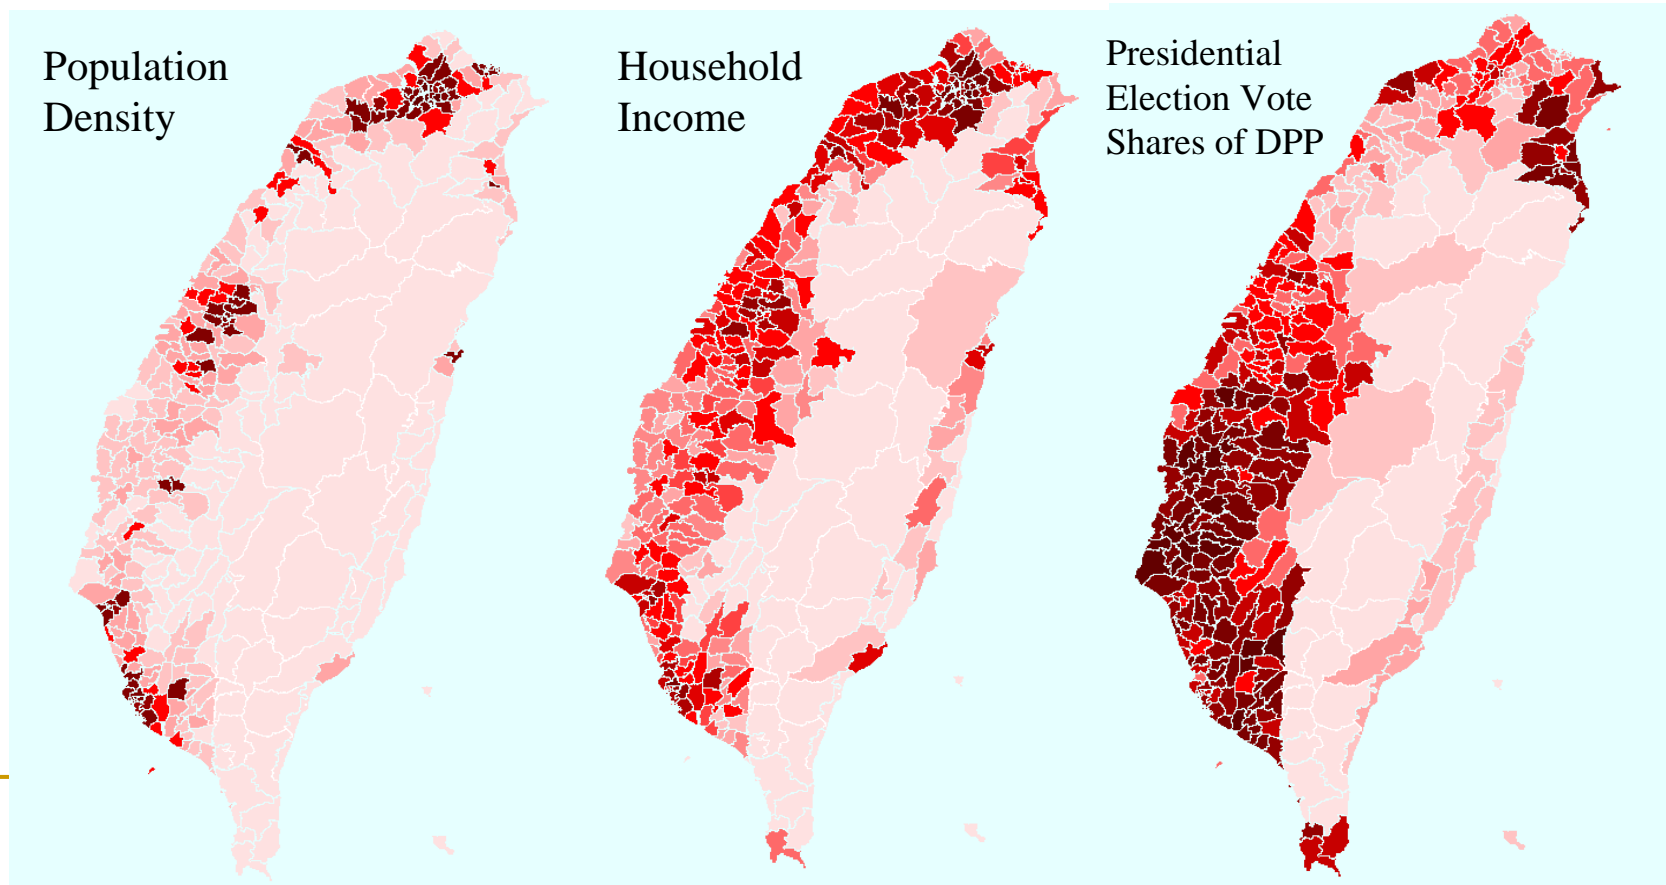 Population
Density
Household
Income
Presidential
Election Vote
Shares of DPP